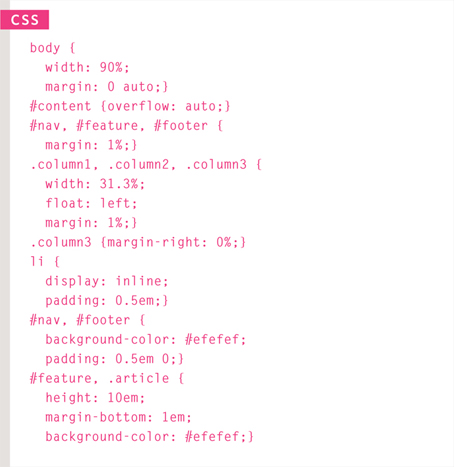 CSS
body {
width: 90%;
margin: 0 auto;}
#content {overflow: auto;}
#nav, #feature, #footer {
margin: 1%;}
.column1, .column2, .column3 {
width: 31.3%;
float: left;
margin: 1%;}
.column3 {margin-right: 0%;}
li {
display: inline;
padding: 0.5em;}
#nav, #footer {
background-color: #efefef;
padding: 0.5em 0;}
#feature, .article {
height: 10em;
margin-bottom: 1em;
background-color: #efefef;}